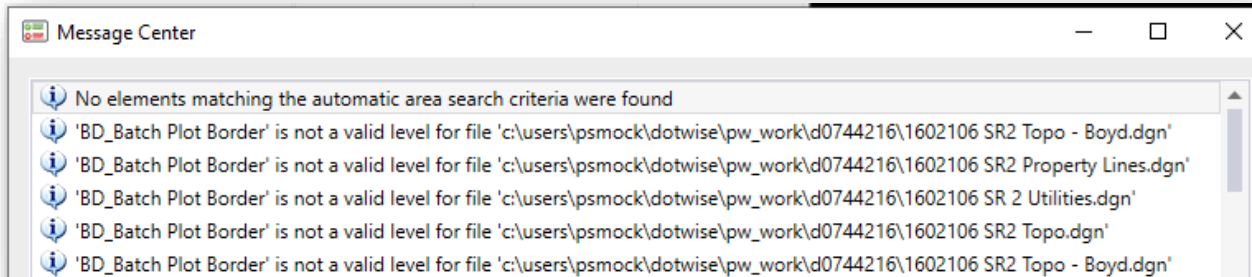 Message Center
No elements matching the automatic area search criteria were found
'BD_Batch Plot Border' is not a valid level for file 'c:\users\psmock\dotwise\pw_work\d0744216\1602106 SR2 Topo - Boyd.dgn'
'BD_Batch Plot Border' is not a valid level for file 'c:\users\psmock\dotwise\pw_work\d0744216\1602106 SR2 Property Lines.dgn'
'BD_Batch Plot Border' is not a valid level for file 'c:\users\psmock\dotwise\pw_work\d0744216\1602106 SR 2 Utilities.dgn'
'BD_Batch Plot Border' is not a valid level for file 'c:\users\psmock\dotwise\pw_work\d0744216\1602106 SR2 Topo.dgn'
'BD_Batch Plot Border' is not a valid level for file 'c:\users\psmock\dotwise\pw_work\d0744216\1602106 SR2 Topo - Boyd.dgn'